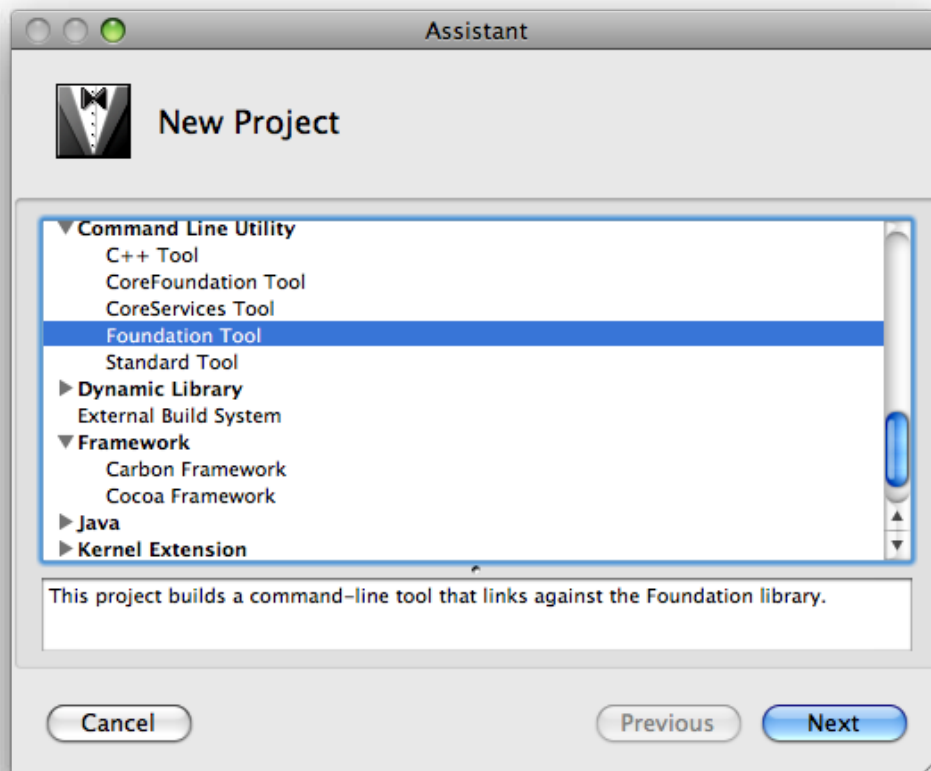 Assistant
New Project
Command Line Utility
C++ Tool
CoreFoundation Tool
CoreServices Tool
Foundation Tool
Standard Tool
Dynamic Library
External Build System
Framework
Carbon Framework
Cocoa Framework
Java
Kernel Extension
This project builds a command-line tool that links against the Foundation library.
Cancel Previous Next